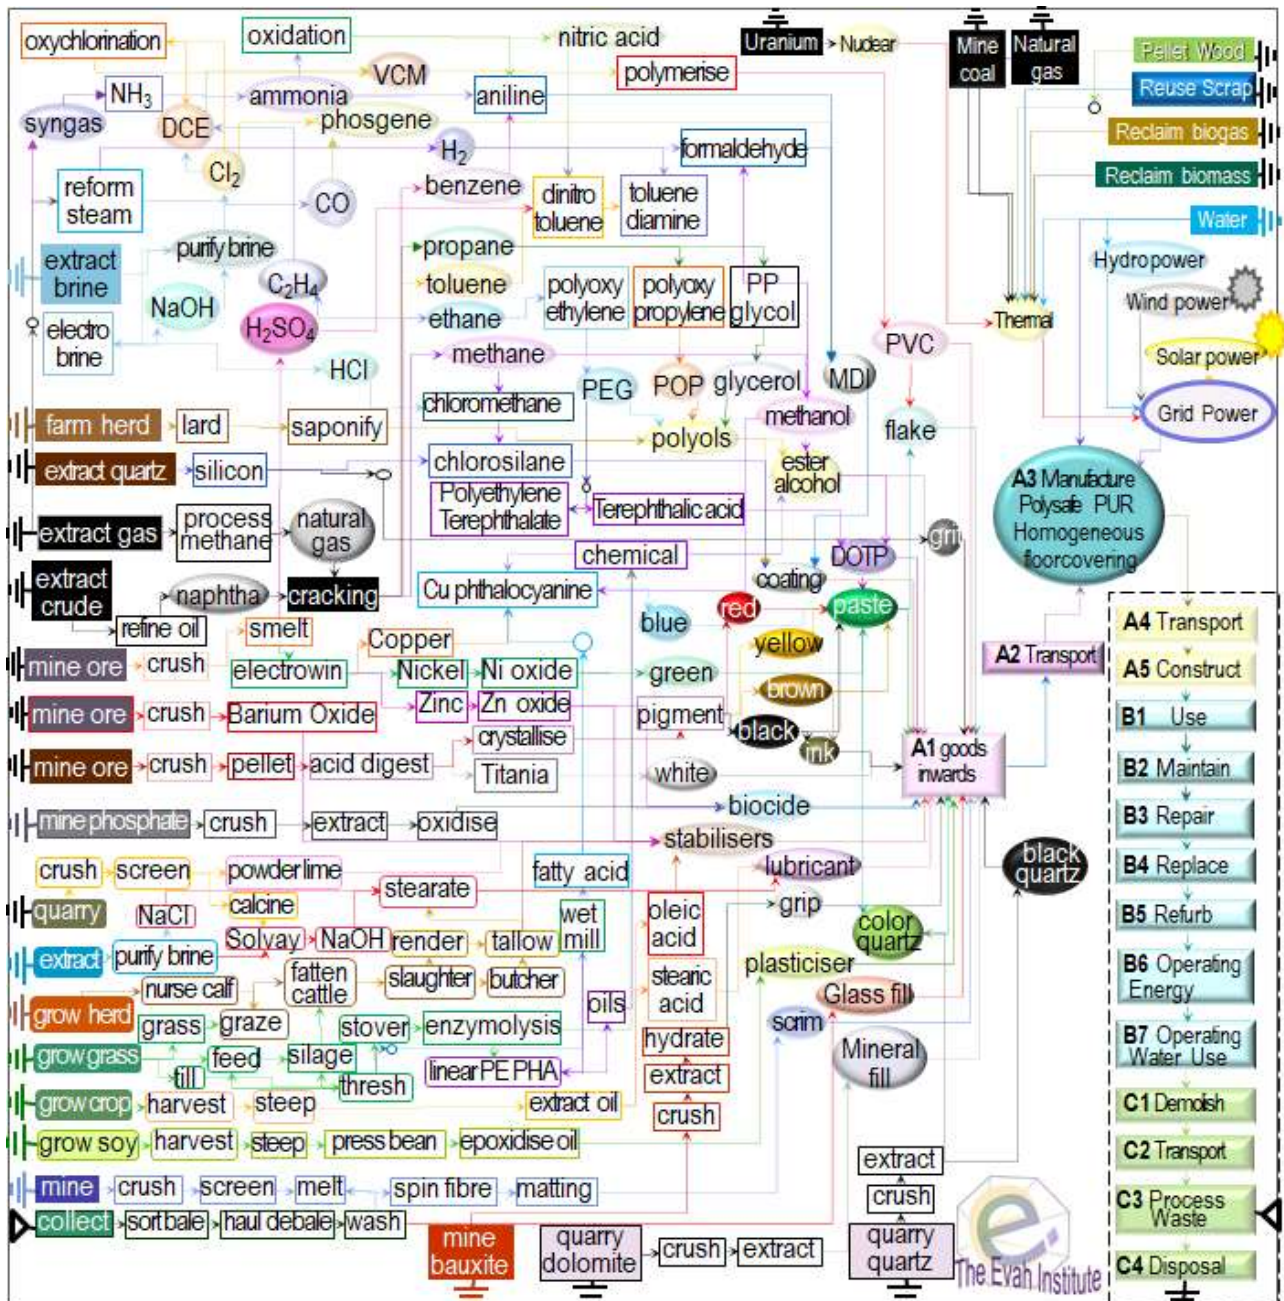 oxychlorination
oxidation
nitric acid
Uranium
Nuclear
Mine
coal
Natural
gas
Pellet Wood
VCM
polymerise
Reuse Scrap
NH3
ammonia
aniline
syngas
DCE
phosgene
Reclaim biogas
H2
formaldehyde
Cl2
reform
steam
benzene
CO
dinitro
toluene
toluene
diamine
Reclaim biomass
Water
extract
brine
purify brine
propane
Hydropower
C2H4
toluene
polyoxy
ethylene
polyoxy
propylene
PP
glycol
Wind power
NaOH
electro
brine
H2SO4
ethane
Thermal
PVC
Solar power
methane
HCl
PEG
POP
glycerol
MDI
chloromethane
methanol
Grid Power
farm herd
lard
saponify
polyols
flake
extract quartz
silicon
chlorosilane
ester
alcohol
A3 Manufacture
Polysafe PUR
Homogeneous
floorcovering
Polyethylene
Terephthalate
Terephthalic acid
extract gas
process
methane
natural
gas
grit
chemical
DOTP
extract
crude
naphtha
cracking
Cu phthalocyanine
coating
red
paste
refine oil
smelt
Copper
blue
yellow
A4 Transport
mine ore
crush
electrowin
Nickel
Ni oxide
green
A2 Transport
A5 Construct
brown
mine ore
crush
Barium Oxide
Zinc
Zn oxide
pigment
black
B1 Use
crystallise
ink
A1 goods
inwards
mine ore
crush
pellet
acid digest
Titania
white
B2 Maintain
biocide
mine phosphate
crush
extract
oxidise
B3 Repair
stabilisers
crush
screen
powder lime
fatty acid
lubricant
black
quartz
B4 Replace
stearate
quarry
NaCl
calcine
wet
mill
oleic
acid
grip
B5 Refurb
Solvay
NaOH
render
tallow
color
quartz
extract
purify brine
plasticiser
B6 Operating
Energy
nurse calf
fatten
cattle
slaughter
butcher
stearic
acid
Glass fill
grow herd
grass
graze
stover
enzymolysis
oils
scrim
B7 Operating
Water Use
grow grass
feed
silage
hydrate
Mineral
fill
till
thresh
linear PE PHA
extract
grow crop
harvest
steep
extract oil
crush
C1 Demolish
grow soy
harvest
steep
press bean
epoxidise oil
C2 Transport
extract
mine
crush
screen
melt
spin fibre
matting
crush
C3 Process
Waste
collect
sort bale
haul debale
wash
mine
bauxite
quarry
dolomite
crush
extract
quarry
quartz
C4 Disposal
e
The Evah Institute